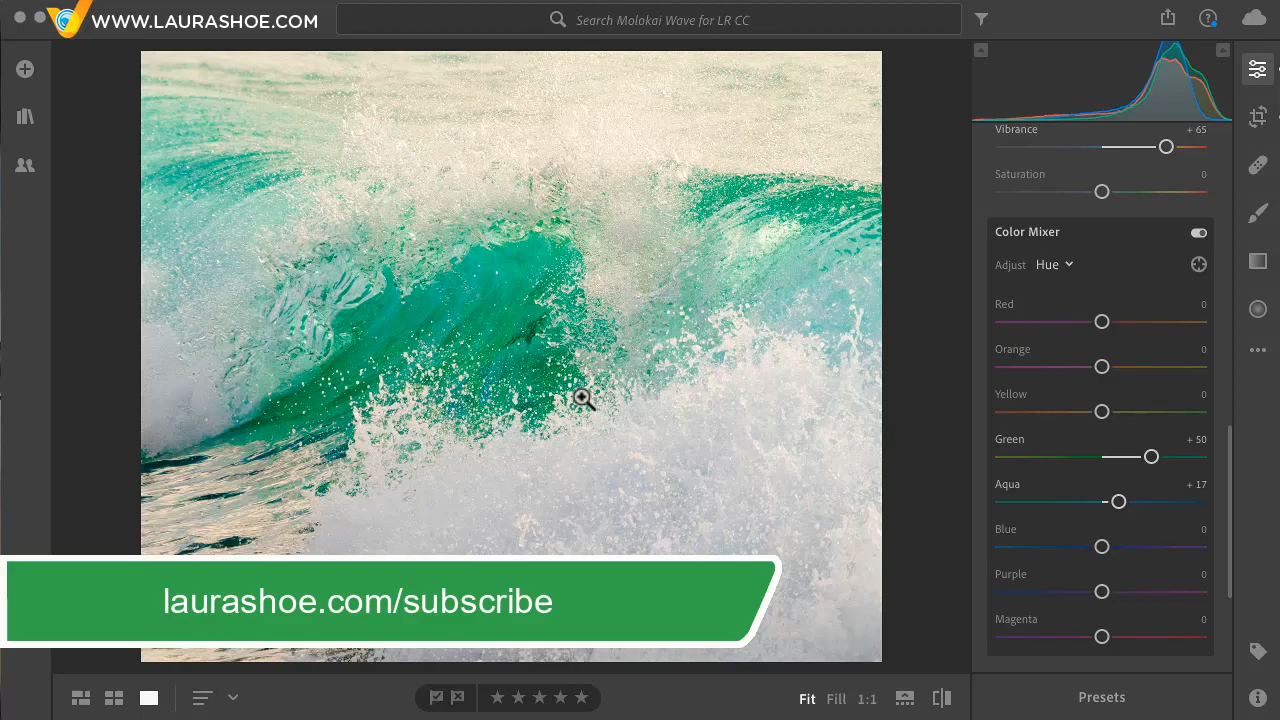 WWW.LAURASHOE.COM
Search Molokai Wave for LR CC
Vibrance + 65
Saturation 0
Color Mixer
Adjust Hue
Red 0
Orange 0
Yellow 0
Green + 50
Aqua + 17
Blue 0
Purple 0
Magenta 0
laurashoe.com/subscribe
Fit Fill 1:1
Presets